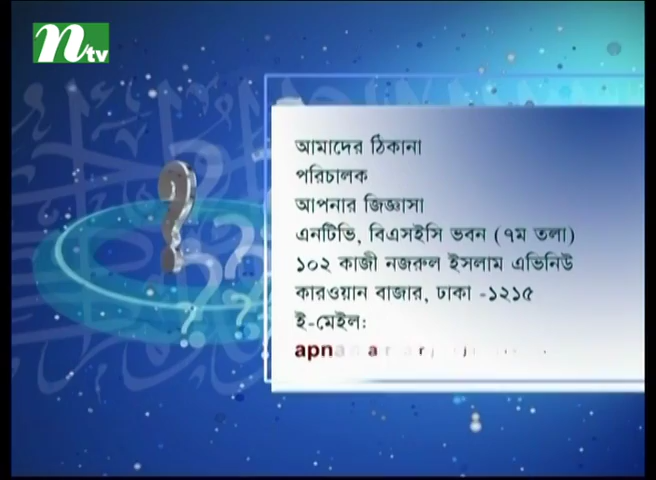 ntv
আমাদের ঠিকানা
পরিচালক
আপনার জিজ্ঞাসা
এনটিভি, বিএসইসি ভবন (৭ম তলা)
১০২ কাজী নজরুল ইসলাম এভিনিউ
কারওয়ান বাজার, ঢাকা -১২১৫
ই-মেইল: